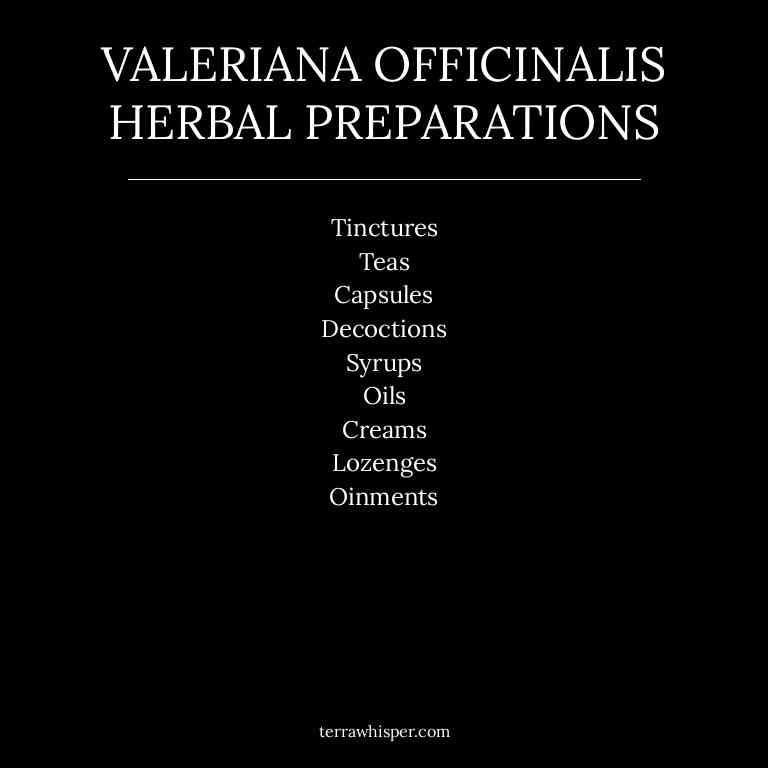 VALERIANA OFFICINALIS
HERBAL PREPARATIONS
Tinctures
Teas
Capsules
Decoctions
Syrups
Oils
Creams
Lozenges
Oinments
terrawhisper.com